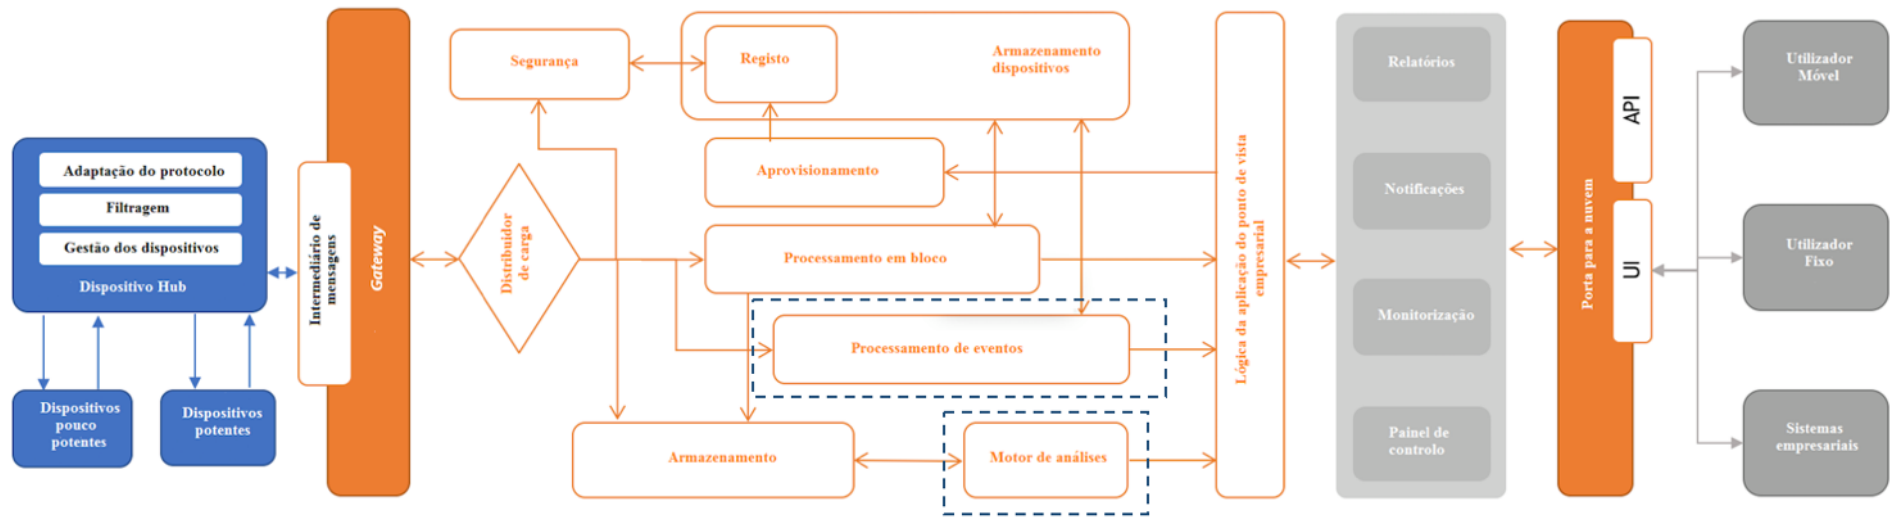 Adaptação do protocolo
Filtragem
Gestão dos dispositivos
Dispositivo Hub
Dispositivos
pouco
potentes
Dispositivos
potentes
Intermediário de
mensagens
Gateway
Distribuidor
de carga
Segurança
Registo
Armazenamento
dispositivos
Aprovisionamento
Processamento em bloco
Processamento de eventos
Armazenamento
Motor de análises
Lógica da aplicação do ponto de vista
empresarial
Relatórios
Notificações
Monitorização
Painel de
controlo
Porta para a nuvem
API
UI
Utilizador
Móvel
Utilizador
Fixo
Sistemas
empresariais